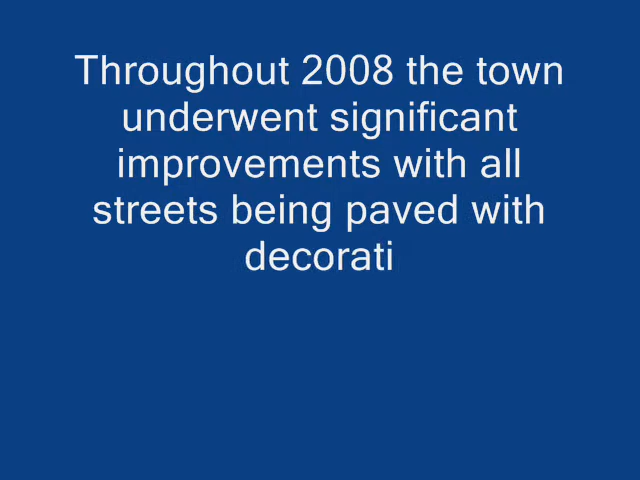 Throughout 2008 the town
underwent significant
improvements with all
streets being paved with
decorati